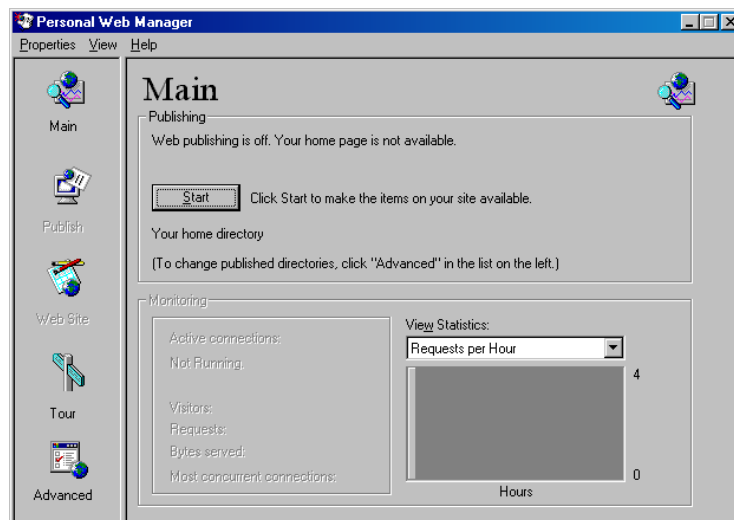 Personal Web Manager
Properties View Help
Main
Publish
Web Site
Tour
Advanced
Main
Publishing
Web publishing is off. Your home page is not available.
Start Click Start to make the items on your site available.
Your home directory
(To change published directories, click "Advanced" in the list on the left.)
Monitoring
Active connections:
Not Running.
Visitors:
Requests:
Bytes served:
Most concurrent connections:
View Statistics:
Requests per Hour
4
0
Hours